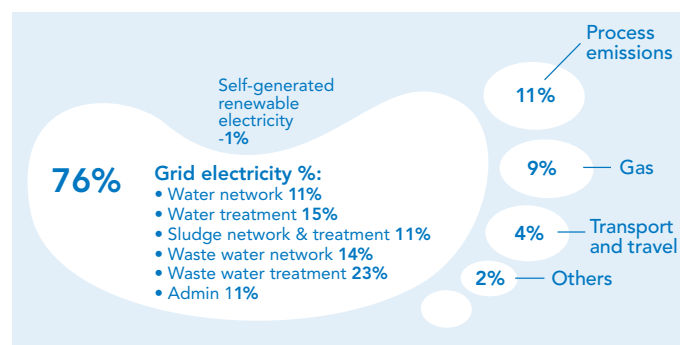 Process
emissions
11%
Self-generated
renewable
electricity
-1%
76%
Grid electricity %:
• Water network 11%
• Water treatment 15%
• Sludge network & treatment 11%
• Waste water network 14%
• Waste water treatment 23%
• Admin 11%
9%
Gas
4%
Transport
and travel
2%
Others